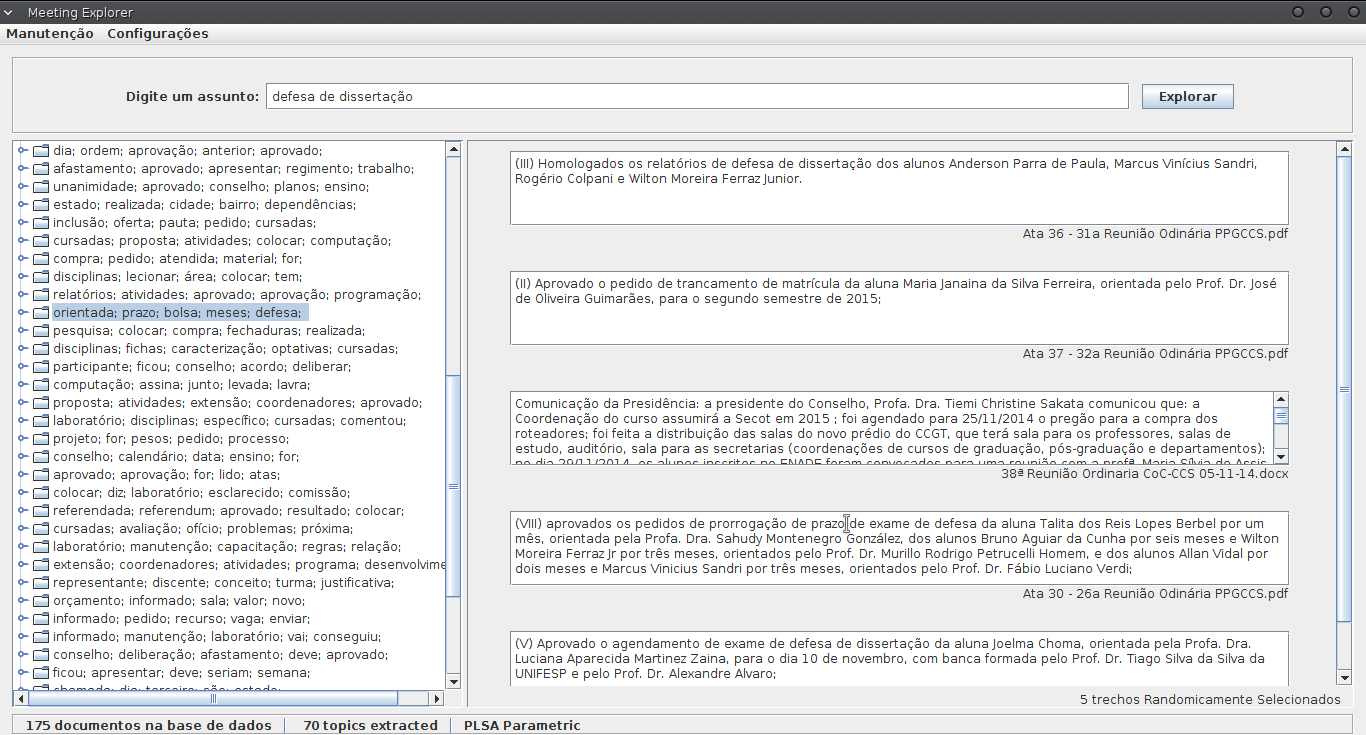 Meeting Explorer
Manutenção Configurações
Digite um assunto: defesa de dissertação Explorar
dia; ordem; aprovação; anterior; aprovado;
afastamento; aprovado; apresentar; regimento; trabalho;
unanimidade; aprovado; conselho; planos; ensino;
estado; realizada; cidade; bairro; dependências;
inclusão; oferta; pauta; pedido; cursadas;
cursadas; proposta; atividades; colocar; computação;
compra; pedido; atendida; material; for;
disciplinas; lecionar; área; colocar; tem;
relatórios; atividades; aprovado; aprovação; programação;
orientada; prazo; bolsa; meses; defesa;
pesquisa; colocar; compra; fechaduras; realizada;
disciplinas; fichas; caracterização; optativas; cursadas;
participante; ficou; conselho; acordo; deliberar;
computação; assina; junto; levada; lavra;
proposta; atividades; extensão; coordenadores; aprovado;
laboratório; disciplinas; específico; cursadas; comentou;
projeto; for; pesos; pedido; processo;
conselho; calendário; data; ensino; for;
aprovado; aprovação; for; lido; atas;
colocar; diz; laboratório; esclarecido; comissão;
referendada; referendum; aprovado; resultado; colocar;
cursadas; avaliação; ofício; problemas; próxima;
laboratório; manutenção; capacitação; regras; relação;
extensão; coordenadores; atividades; programa; desenvolvime
representante; discente; conceito; turma; justificativa;
orçamento; informado; sala; valor; novo;
informado; pedido; recurso; vaga; enviar;
informado; manutenção; laboratório; vai; conseguiu;
conselho; deliberação; afastamento; deve; aprovado;
ficou; apresentar; deve; seriam; semana;
(III) Homologados os relatórios de defesa de dissertação dos alunos Anderson Parra de Paula, Marcus Vinícius Sandri,
Rogério Colpani e Wilton Moreira Ferraz Junior.
Ata 36 - 31a Reunião Odinária PPGCCS.pdf
(II) Aprovado o pedido de trancamento de matrícula da aluna Maria Janaina da Silva Ferreira, orientada pelo Prof. Dr. José
de Oliveira Guimarães, para o segundo semestre de 2015;
Ata 37 - 32a Reunião Odinária PPGCCS.pdf
Comunicação da Presidência: a presidente do Conselho, Profa. Dra. Tiemi Christine Sakata comunicou que: a
Coordenação do curso assumirá a Secot em 2015 ; foi agendado para 25/11/2014 o pregão para a compra dos
roteadores; foi feita a distribuição das salas do novo prédio do CCGT, que terá sala para os professores, salas de
estudo, auditório, sala para as secretarias (coordenações de cursos de graduação, pós-graduação e departamentos);
no dia 29/11/2014, os alunos inscritos no ENADE foram convocados para uma reunião com a profª. Maria Sílvia de Assis
38ª Reunião Ordinaria CoC-CCS 05-11-14.docx
(VIII) aprovados os pedidos de prorrogação de prazo de exame de defesa da aluna Talita dos Reis Lopes Berbel por um
mês, orientada pela Profa. Dra. Sahudy Montenegro González, dos alunos Bruno Aguiar da Cunha por seis meses e Wilton
Moreira Ferraz Jr por três meses, orientados pelo Prof. Dr. Murillo Rodrigo Petrucelli Homem, e dos alunos Allan Vidal por
dois meses e Marcus Vinicius Sandri por três meses, orientados pelo Prof. Dr. Fábio Luciano Verdi;
Ata 30 - 26a Reunião Odinária PPGCCS.pdf
(V) Aprovado o agendamento de exame de defesa de dissertação da aluna Joelma Choma, orientada pela Profa. Dra.
Luciana Aparecida Martinez Zaina, para o dia 10 de novembro, com banca formada pelo Prof. Dr. Tiago Silva da Silva da
UNIFESP e pelo Prof. Dr. Alexandre Alvaro;
5 trechos Randomicamente Selecionados
175 documentos na base de dados 70 topics extracted PLSA Parametric